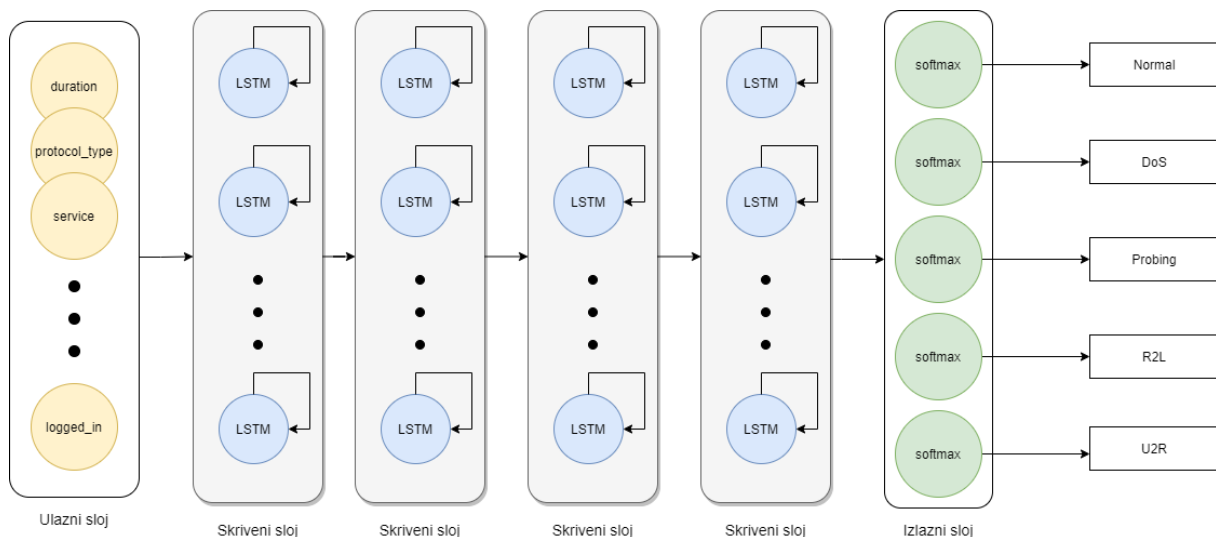 duration
protocol_type
service
logged_in
Ulazni sloj
LSTM
LSTM
LSTM
Skriveni sloj
LSTM
LSTM
LSTM
Skriveni sloj
LSTM
LSTM
LSTM
Skriveni sloj
LSTM
LSTM
LSTM
Skriveni sloj
softmax
softmax
softmax
softmax
softmax
Izlazni sloj
Normal
DoS
Probing
R2L
U2R